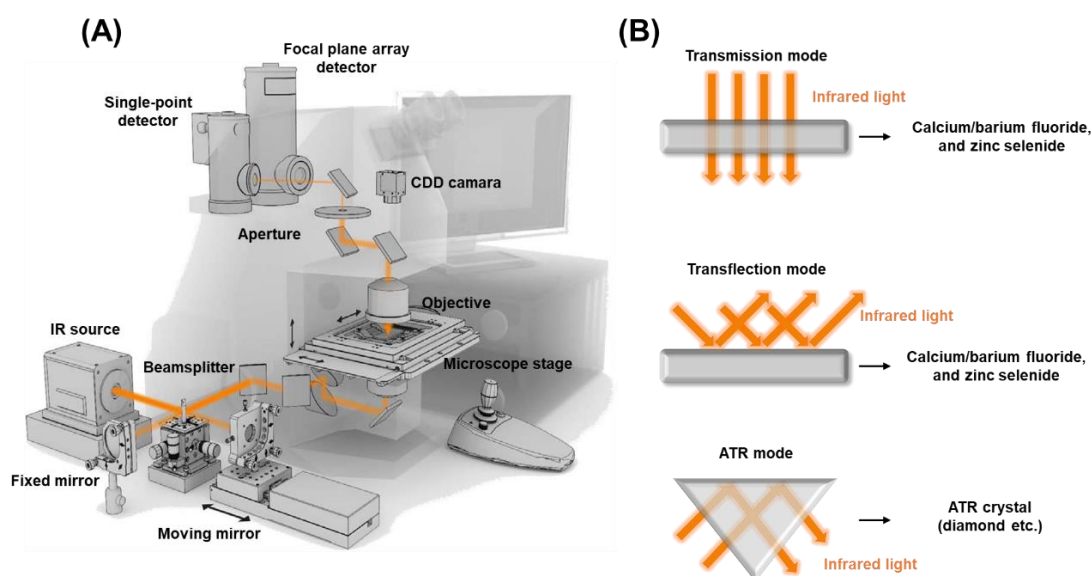 (A)
Focal plane array
detector
Single-point
detector
CDD camara
Aperture
Objective
IR source
Beamsplitter
Microscope stage
Fixed mirror
Moving mirror
(B)
Transmission mode
Infrared light
Calcium/barium fluoride,
and zinc selenide
Transflection mode
Infrared light
Calcium/barium fluoride,
and zinc selenide
ATR mode
ATR crystal
(diamond etc.)
Infrared light